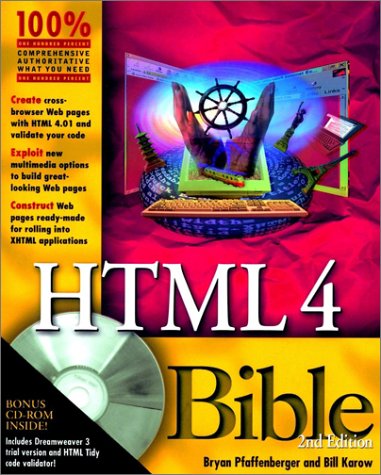 100%
ONE HUNDRED PERCENT
COMPREHENSIVE
AUTHORITATIVE
WHAT YOU NEED
ONE HUNDRED PERCENT
Create cross-
browser Web pages
with HTML 4.01 and
validate your code
Exploit new
multimedia options
to build great-
looking Web pages
Construct Web
pages ready-made
for rolling into
XHTML applications
Links
HTML 4
Bible
2nd Edition
BONUS
CD-ROM
INSIDE!
Includes Dreamweaver 3
trial version and HTML Tidy
code validator!
Bryan Pfaffenberger and Bill Karow